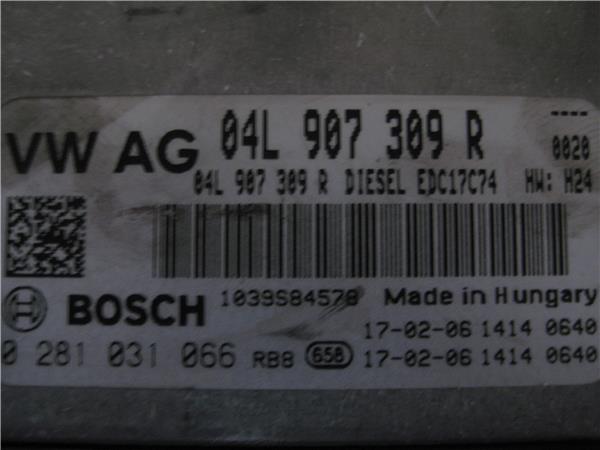 VW AG 04L 907 309 R 0020
04L 907 309 R DIESEL EDC17C74 HW: H24
BOSCH 1039S84578 Made in Hungary
17-02-06 1414 0640
0 281 031 066 RB8 658 17-02-06 1414 0640